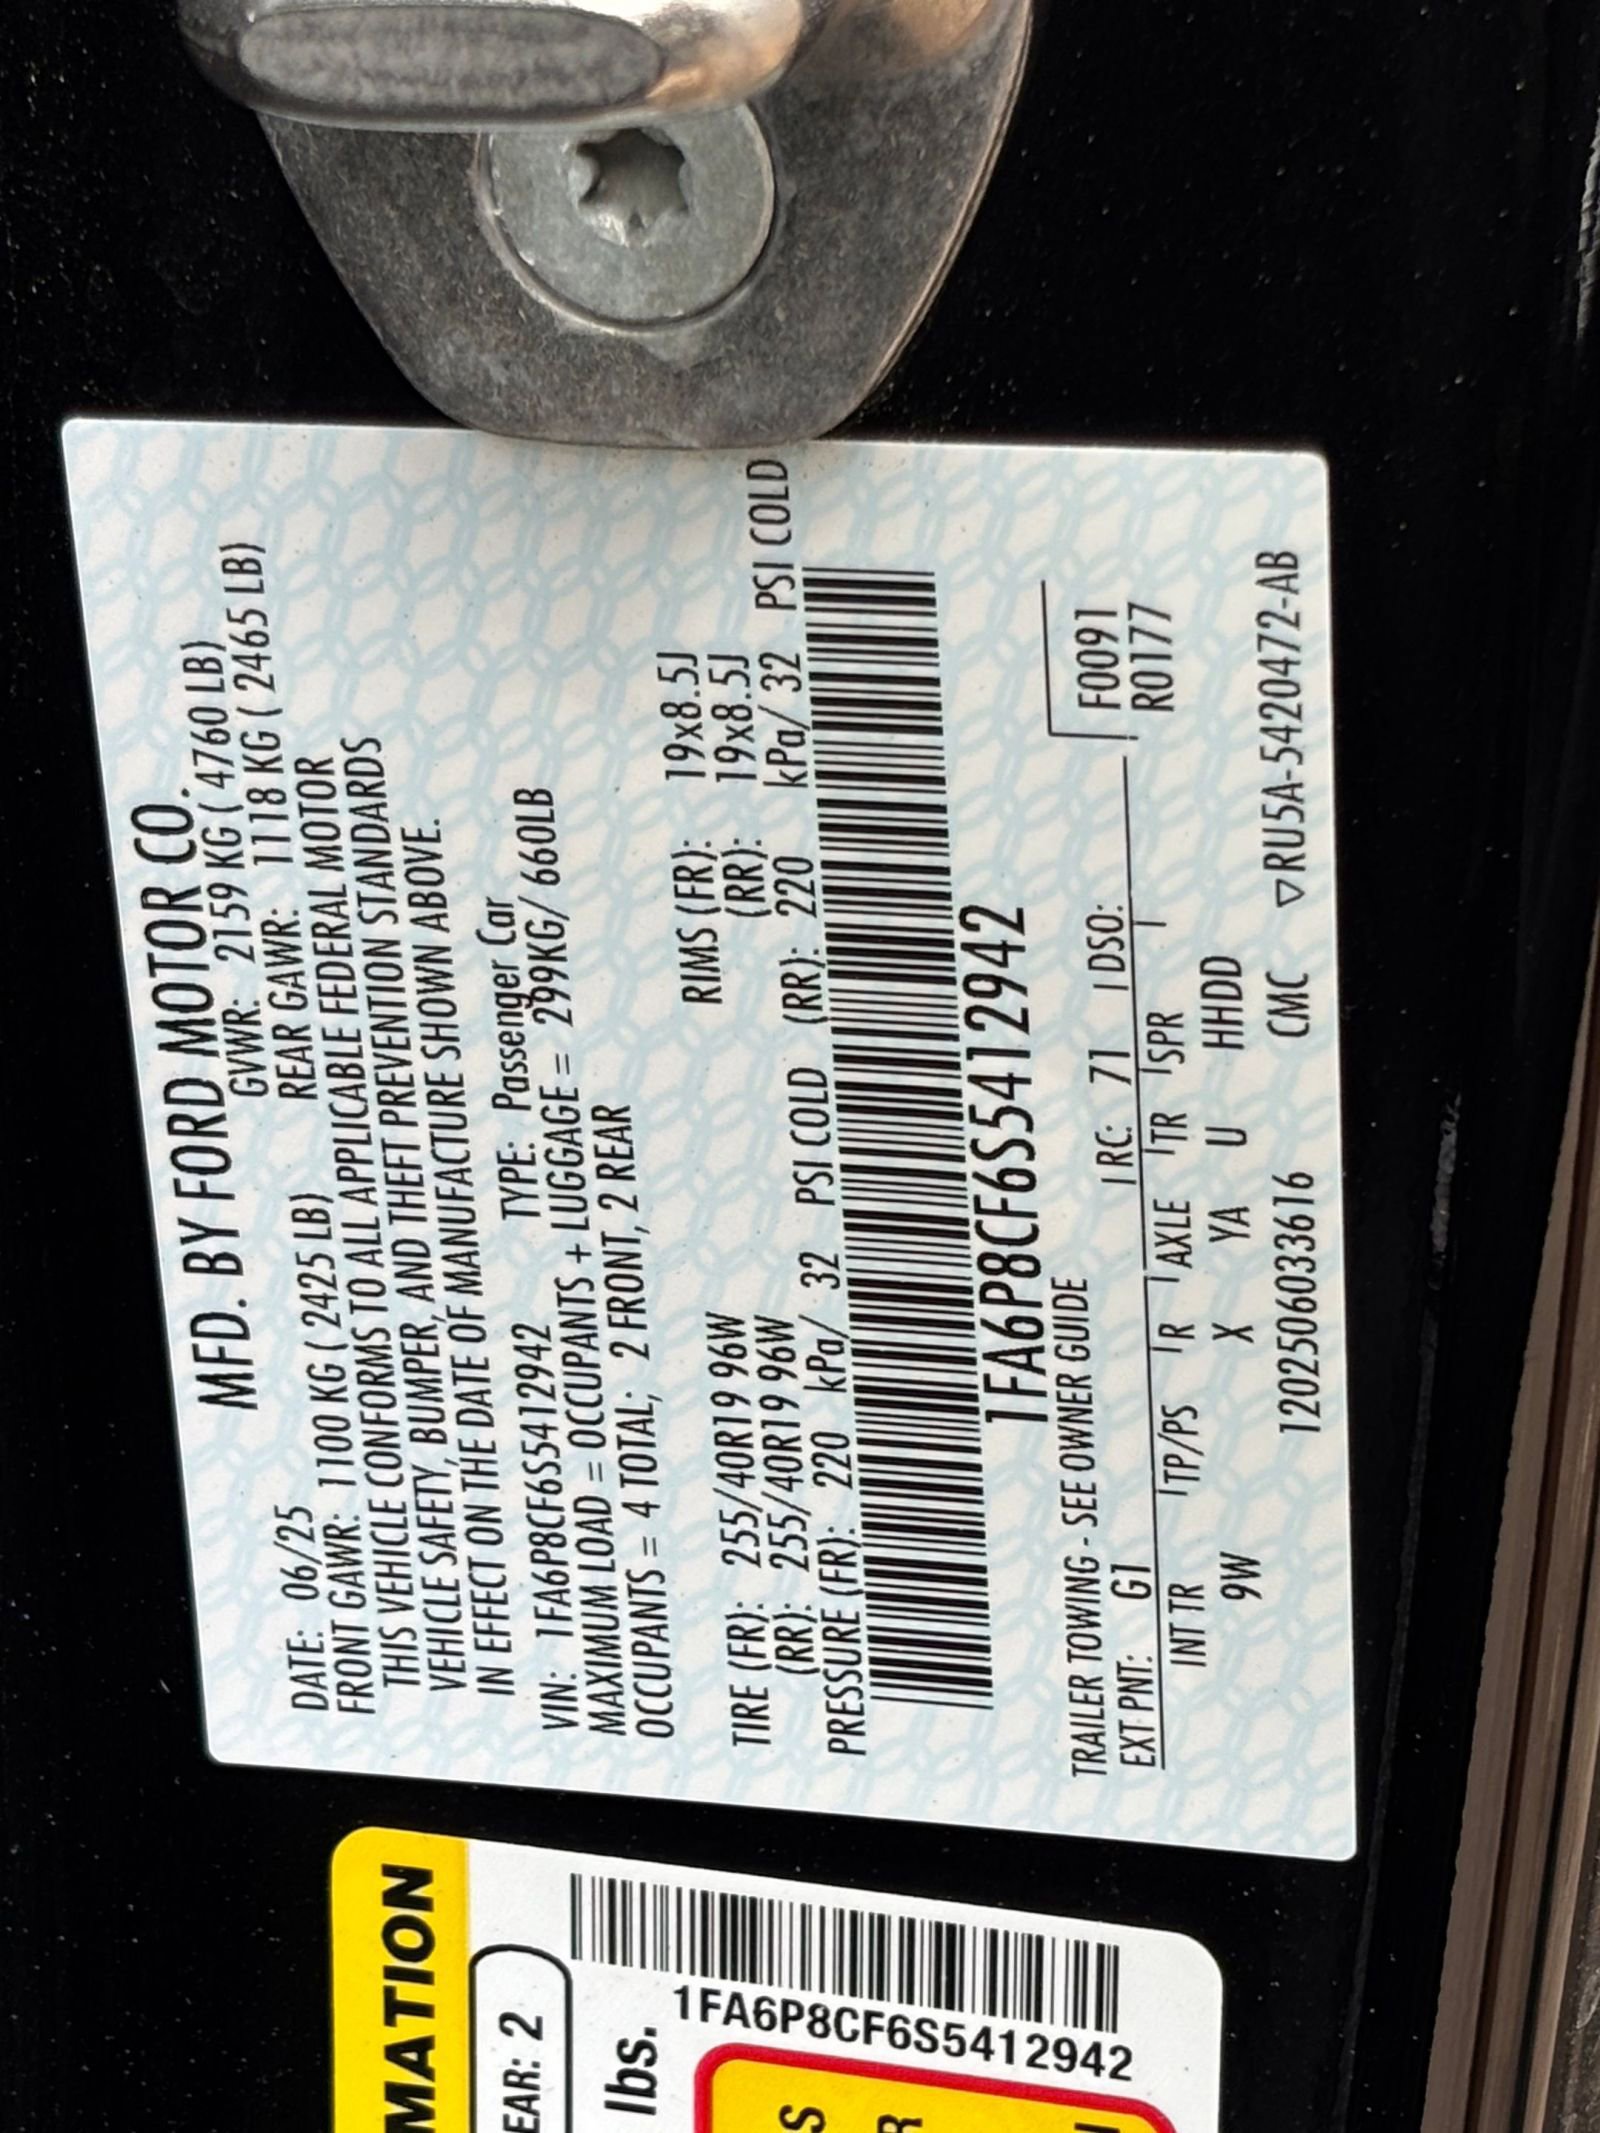 MFD. BY FORD MOTOR CO.
DATE: 06/25 GVWR: 2159 KG ( 4760 LB)
FRONT GAWR: 1100 KG ( 2425 LB) REAR GAWR: 1118 KG ( 2465 LB)
THIS VEHICLE CONFORMS TO ALL APPLICABLE FEDERAL MOTOR
VEHICLE SAFETY, BUMPER, AND THEFT PREVENTION STANDARDS
IN EFFECT ON THE DATE OF MANUFACTURE SHOWN ABOVE.
VIN: 1FA6P8CF6S5412942 TYPE: Passenger Car
MAXIMUM LOAD = OCCUPANTS + LUGGAGE = 299KG/ 660LB
OCCUPANTS = 4 TOTAL; 2 FRONT, 2 REAR
TIRE (FR): 255/40R19 96W RIMS (FR): 19x8.5J
(RR): 255/40R19 96W (RR): 19x8.5J
PRESSURE (FR): 220 kPa/ 32 PSI COLD (RR): 220 kPa/ 32 PSI COLD
1FA6P8CF6S5412942
TRAILER TOWING - SEE OWNER GUIDE
EXT PNT: G1 RC: 71 DSO: F0091
R0177
INT TR TP/PS R AXLE TR SPR
9W X YA U HHDD
1202506033616 CMC ▽RU5A-5420472-AB
MATION
EAR: 2
lbs.
1FA6P8CF6S5412942
S
R